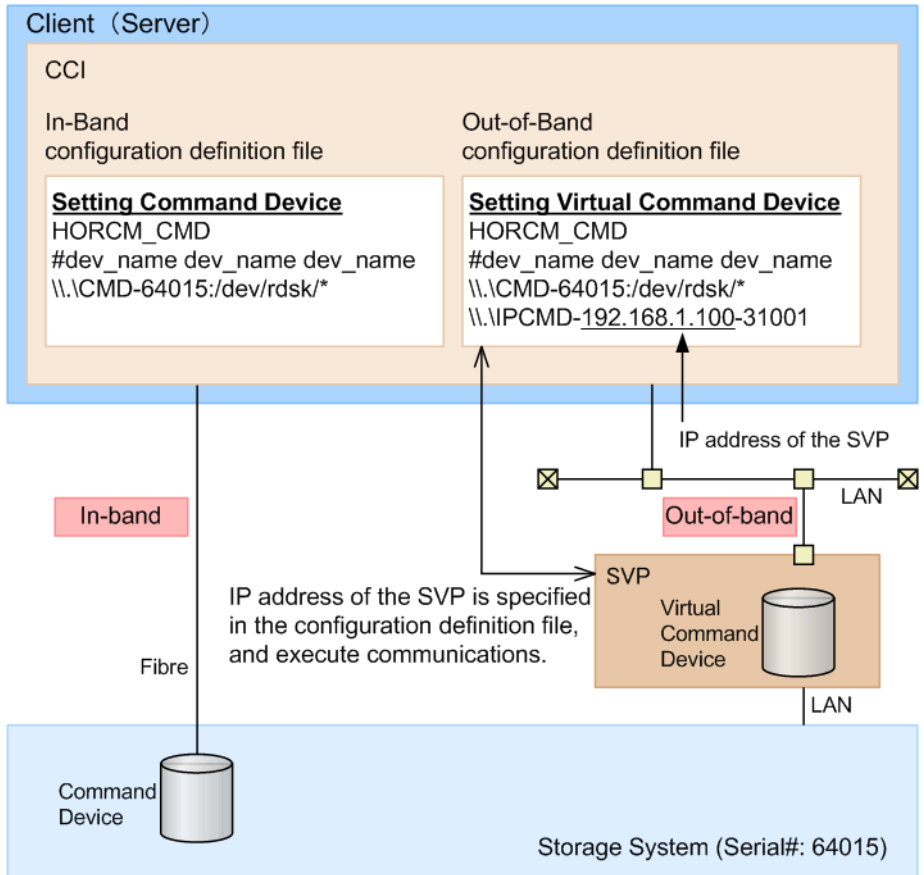 Client（Server）
CCI
In-Band
configuration definition file
Setting Command Device
HORCM_CMD
#dev_name dev_name dev_name
\\.\CMD-64015:/dev/rdsk/*
Out-of-Band
configuration definition file
Setting Virtual Command Device
HORCM_CMD
#dev_name dev_name dev_name
\\.\CMD-64015:/dev/rdsk/*
\\.\IPCMD-192.168.1.100-31001
IP address of the SVP
LAN
In-band
Out-of-band
SVP
Virtual
Command
Device
IP address of the SVP is specified
in the configuration definition file,
and execute communications.
Fibre
LAN
Command
Device
Storage System (Serial#: 64015)